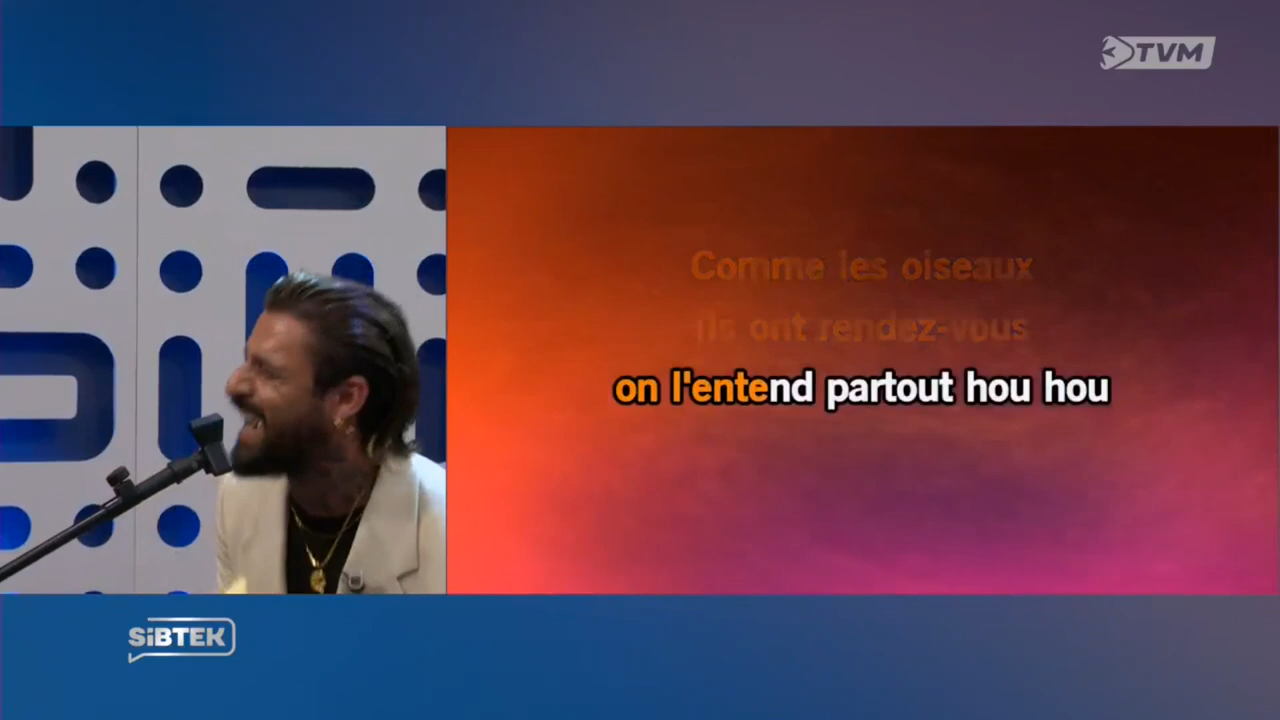 TVM
Comme les oiseaux
Ils ont rendez-vous
on l'entend partout hou hou
SiBTEK